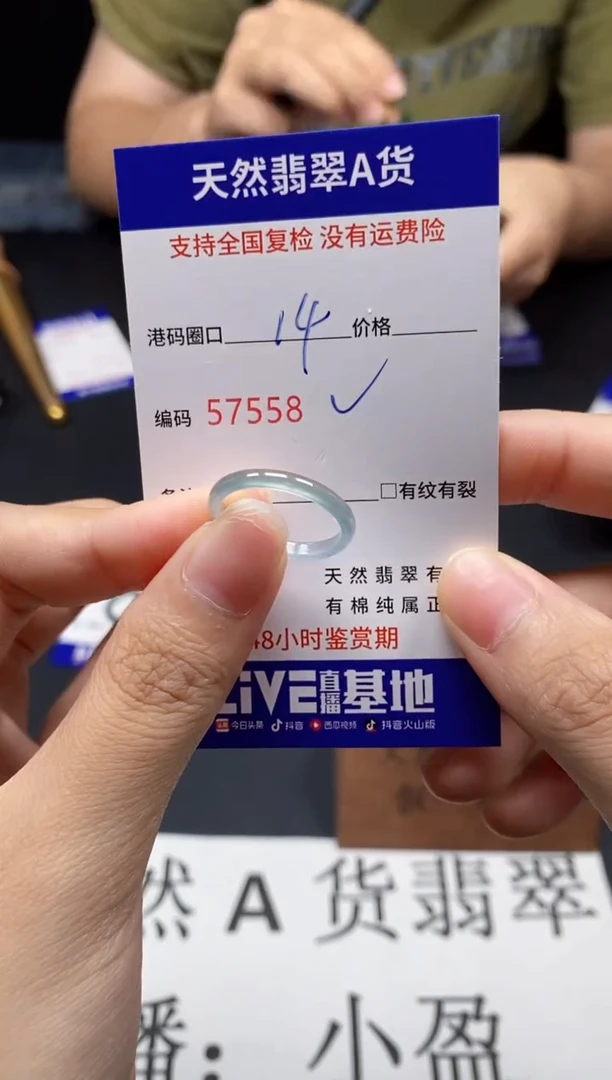 天然翡翠A货
支持全国复检 没有运费险
港码圈口 14 价格
编码 57558 ✓
□有纹有裂
天然翡翠有
有棉纯属正
48小时鉴赏期
LiVE直播基地
今日头条 抖音 西瓜视频 抖音火山版
然A货翡翠
播：小盈